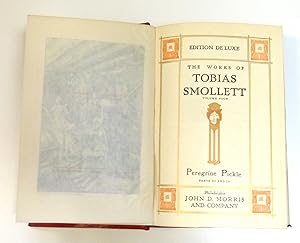 EDITION DE LUXE
THE WORKS OF
TOBIAS
SMOLLETT
VOLUME FOUR
Peregrine Pickle
Philadelphia
JOHN D. MORRIS
AND COMPANY